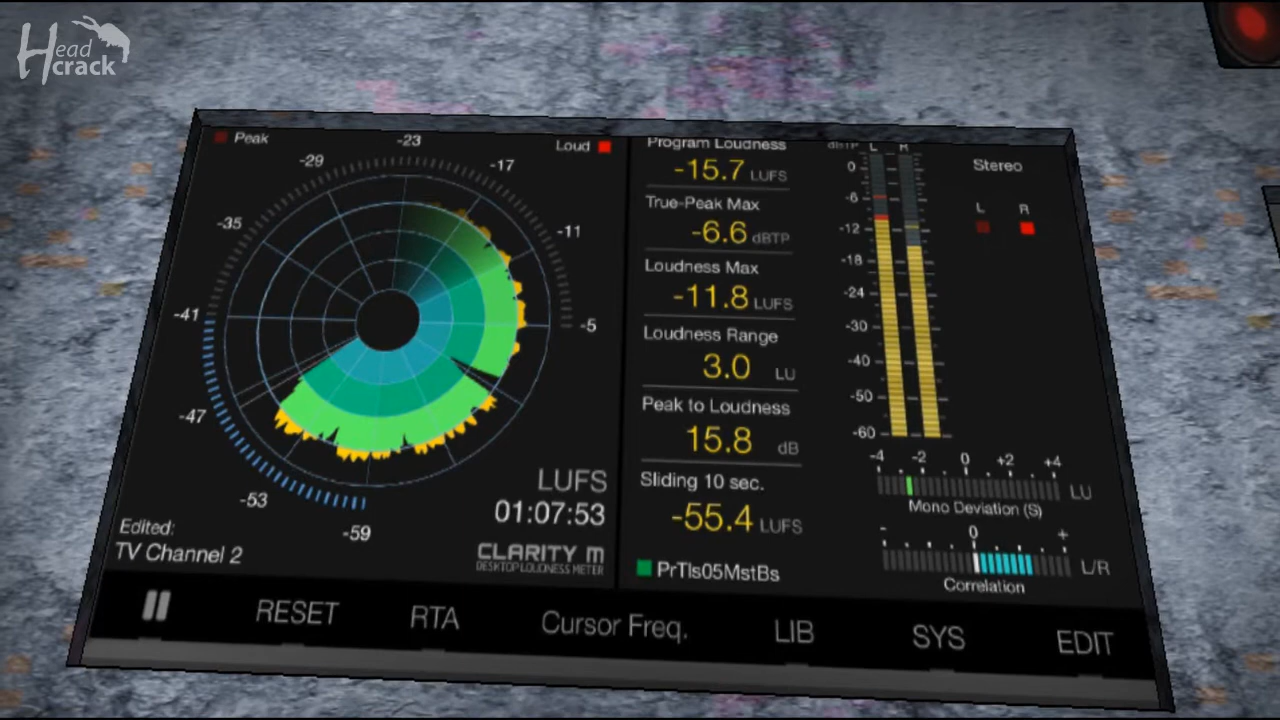 Head
crack
Peak
-23
Loud
-29
-17
-35
-11
-41
-5
-47
-53
-59
LUFS
01:07:53
Edited:
TV Channel 2
CLARITY M
DESKTOP LOUDNESS METER
Program Loudness
-15.7 LUFS
True-Peak Max
-6.6 dBTP
Loudness Max
-11.8 LUFS
Loudness Range
3.0 LU
Peak to Loudness
15.8 dB
Sliding 10 sec.
-55.4 LUFS
PrTls05MstBs
dBTP L R
0
-6
-12
-18
-24
-30
-40
-50
-60
Stereo
L R
-4 -2 0 +2 +4
LU
Mono Deviation (S)
- 0 +
L/R
Correlation
RESET RTA Cursor Freq. LIB SYS EDIT